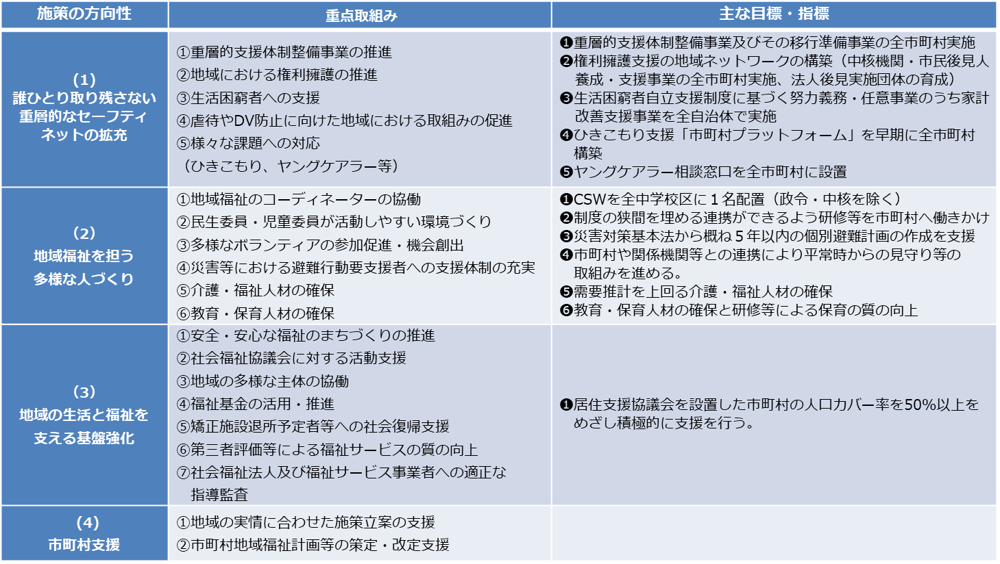 施策の方向性
重点取組み
主な目標・指標
(1)
誰ひとり取り残さない
重層的なセーフティ
ネットの拡充
①重層的支援体制整備事業の推進
②地域における権利擁護の推進
③生活困窮者への支援
④虐待やDV防止に向けた地域における取組みの促進
⑤様々な課題への対応
（ひきこもり、ヤングケアラー等）
❶重層的支援体制整備事業及びその移行準備事業の全市町村実施
❷権利擁護支援の地域ネットワークの構築（中核機関・市民後見人
養成・支援事業の全市町村実施、法人後見実施団体の育成）
❸生活困窮者自立支援制度に基づく努力義務・任意事業のうち家計
改善支援事業を全自治体で実施
❹ひきこもり支援「市町村プラットフォーム」を早期に全市町村
構築
❺ヤングケアラー相談窓口を全市町村に設置
（2）
地域福祉を担う
多様な人づくり
①地域福祉のコーディネーターの協働
②民生委員・児童委員が活動しやすい環境づくり
③多様なボランティアの参加促進・機会創出
④災害等における避難行動要支援者への支援体制の充実
⑤介護・福祉人材の確保
⑥教育・保育人材の確保
❶CSWを全中学校区に１名配置（政令・中核を除く）
❷制度の狭間を埋める連携ができるよう研修等を市町村へ働きかけ
❸災害対策基本法から概ね５年以内の個別避難計画の作成を支援
❹市町村や関係機関等との連携により平常時からの見守り等の
取組みを進める。
❺需要推計を上回る介護・福祉人材の確保
❻教育・保育人材の確保と研修等による保育の質の向上
（3）
地域の生活と福祉を
支える基盤強化
①安全・安心な福祉のまちづくりの推進
②社会福祉協議会に対する活動支援
③地域の多様な主体の協働
④福祉基金の活用・推進
⑤矯正施設退所予定者等への社会復帰支援
⑥第三者評価等による福祉サービスの質の向上
⑦社会福祉法人及び福祉サービス事業者への適正な
指導監査
❶居住支援協議会を設置した市町村の人口カバー率を50％以上を
めざし積極的に支援を行う。
(4)
市町村支援
①地域の実情に合わせた施策立案の支援
②市町村地域福祉計画等の策定・改定支援